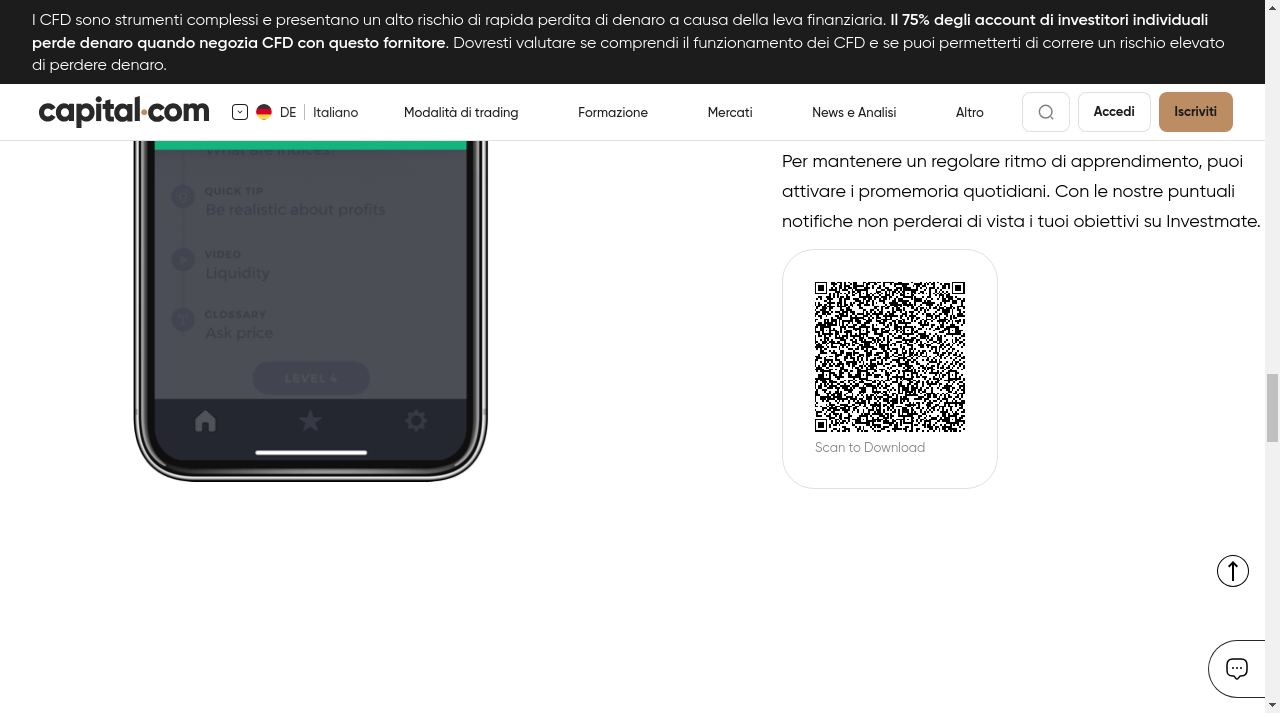 I CFD sono strumenti complessi e presentano un alto rischio di rapida perdita di denaro a causa della leva finanziaria. Il 75% degli account di investitori individuali
perde denaro quando negozia CFD con questo fornitore. Dovresti valutare se comprendi il funzionamento dei CFD e se puoi permetterti di correre un rischio elevato
di perdere denaro.
capital.com DE Italiano Modalità di trading Formazione Mercati News e Analisi Altro Accedi Iscriviti
What are indices?
QUICK TIP
Be realistic about profits
VIDEO
Liquidity
GLOSSARY
Ask price
LEVEL 4
Per mantenere un regolare ritmo di apprendimento, puoi
attivare i promemoria quotidiani. Con le nostre puntuali
notifiche non perderai di vista i tuoi obiettivi su Investmate.
Scan to Download